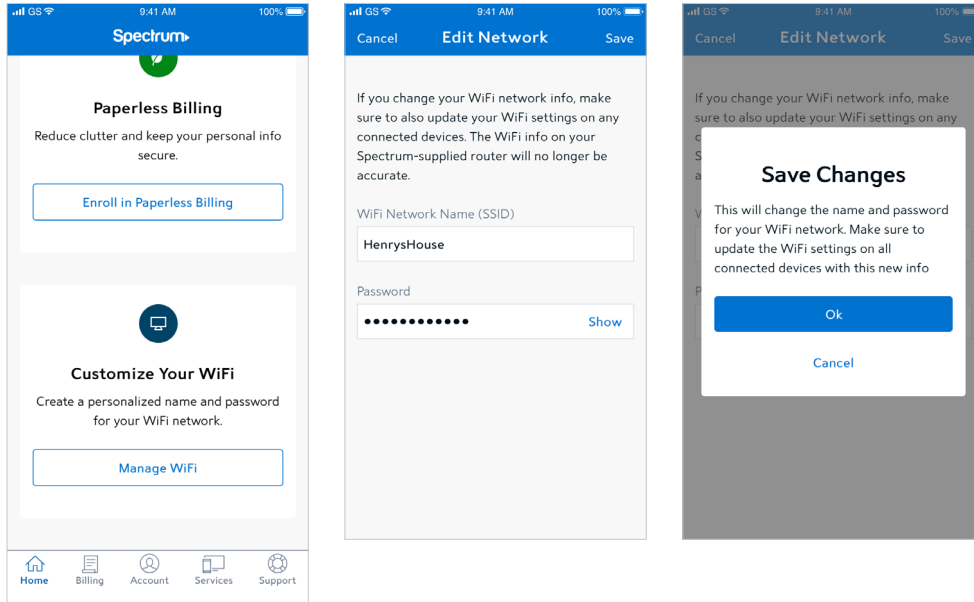 GS 9:41 AM 100%
Spectrum
Paperless Billing
Reduce clutter and keep your personal info
secure.
Enroll in Paperless Billing
Customize Your WiFi
Create a personalized name and password
for your WiFi network.
Manage WiFi
Home Billing Account Services Support
GS 9:41 AM 100%
Cancel Edit Network Save
If you change your WiFi network info, make
sure to also update your WiFi settings on any
connected devices. The WiFi info on your
Spectrum-supplied router will no longer be
accurate.
WiFi Network Name (SSID)
HenrysHouse
Password
●●●●●●●●●●●● Show
GS 9:41 AM 100%
Cancel Edit Network Save
If you change your WiFi network info, make
sure to also update your WiFi settings on any
Save Changes
This will change the name and password
for your WiFi network. Make sure to
update the WiFi settings on all
connected devices with this new info
Ok
Cancel